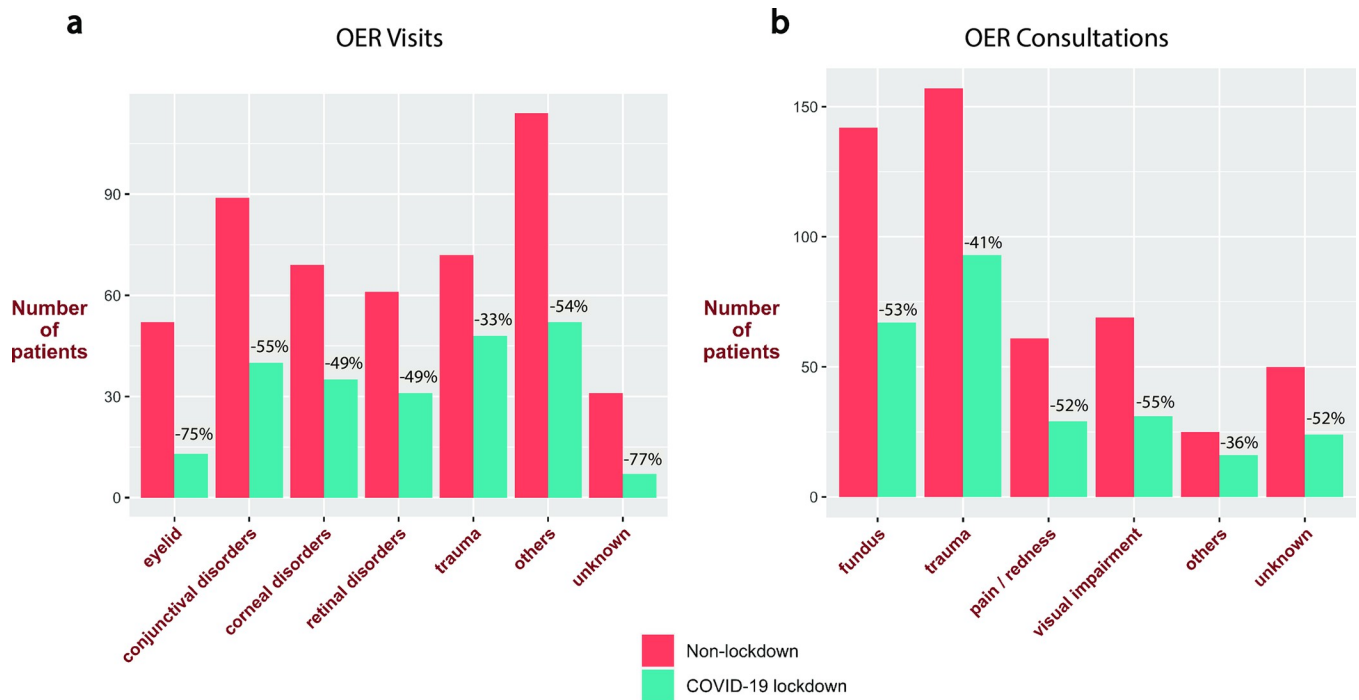 a
OER Visits
90
60
30
0
Number
of
patients
-75%
-55%
-49%
-49%
-33%
-54%
-77%
eyelid
conjunctival disorders
corneal disorders
retinal disorders
trauma
others
unknown
b
OER Consultations
150
100
50
0
Number
of
patients
-53%
-41%
-52%
-55%
-36%
-52%
fundus
trauma
pain / redness
visual impairment
others
unknown
Non-lockdown
COVID-19 lockdown